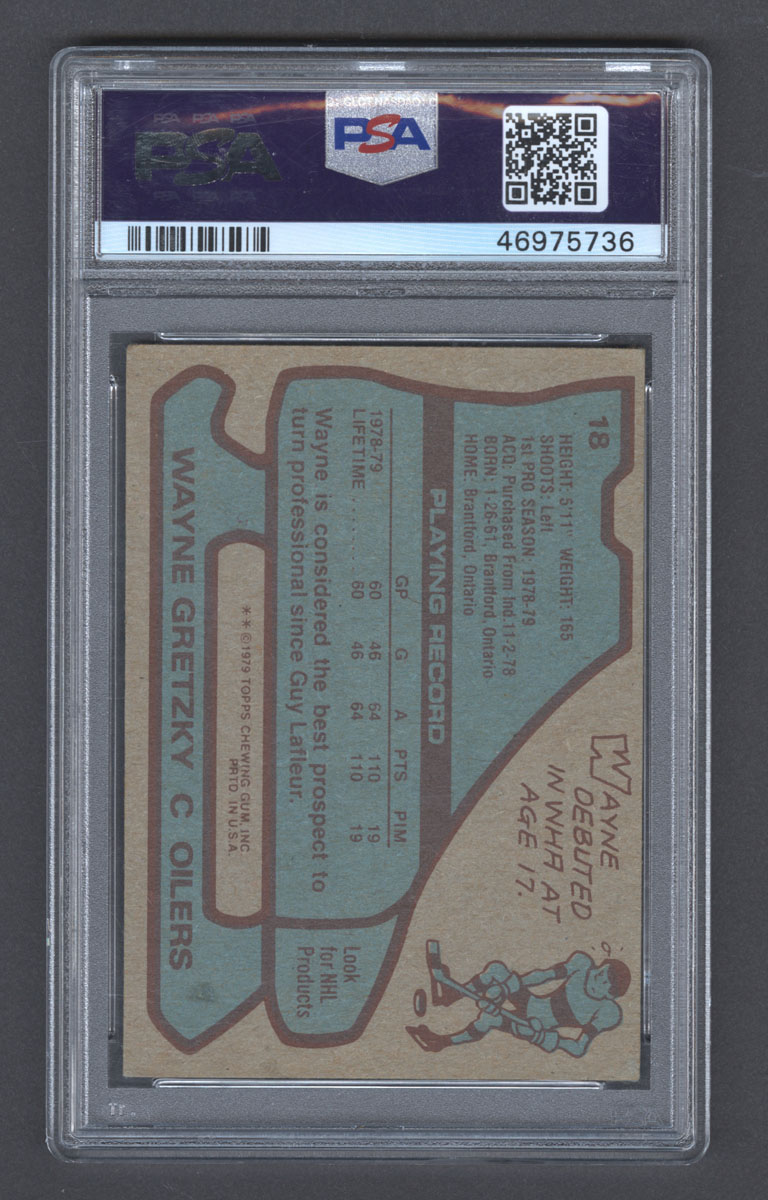 PSA PSA PSA
PSA
PSA
46975736
18
HEIGHT: 5'11" WEIGHT: 165
SHOOTS: Left
1st PRO SEASON: 1978-79
ACQ. Purchased From Ind. 11-2-78
BORN: 1-26-61, Brantford, Ontario
HOME: Brantford, Ontario
WAYNE
DEBUTED
IN WHA AT
AGE 17.
PLAYING RECORD
GP G A PTS PIM
1978-79 60 46 64 110 19
LIFETIME ....... 60 46 64 110 19
Wayne is considered the best prospect to
turn professional since Guy Lafleur.
Look
for NHL
Products
**©1979 TOPPS CHEWING GUM, INC
PRTD. IN U.S.A.
WAYNE GRETZKY C OILERS